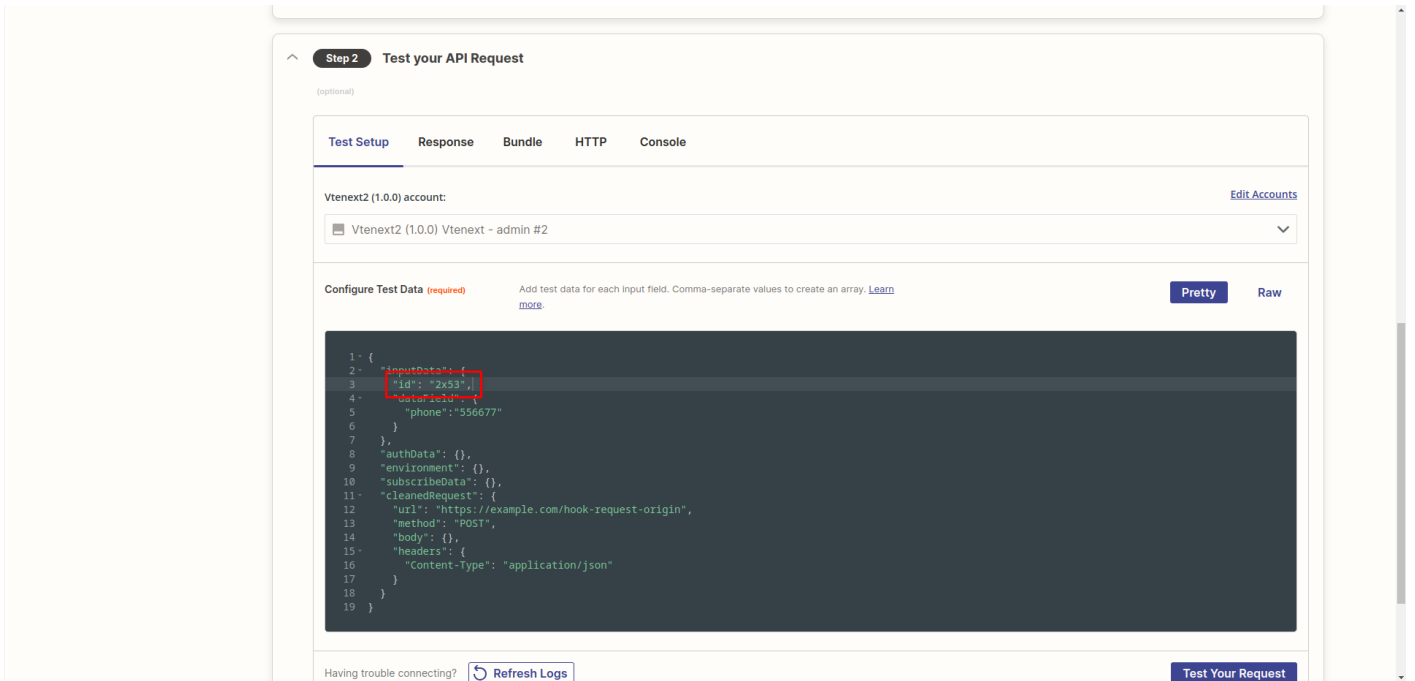 Step 2 Test your API Request
(optional)
Test Setup Response Bundle HTTP Console
Vtenext2 (1.0.0) account: Edit Accounts
Vtenext2 (1.0.0) Vtenext - admin #2
Configure Test Data (required) Add test data for each input field. Comma-separate values to create an array. Learn
more. Pretty Raw
1 {
2 "inputData": {
3 "id": "2x53",
4 "dataField": {
5 "phone":"556677"
6 }
7 },
8 "authData": {},
9 "environment": {},
10 "subscribeData": {},
11 "cleanedRequest": {
12 "url": "https://example.com/hook-request-origin",
13 "method": "POST",
14 "body": {},
15 "headers": {
16 "Content-Type": "application/json"
17 }
18 }
19 }
Having trouble connecting? Refresh Logs Test Your Request